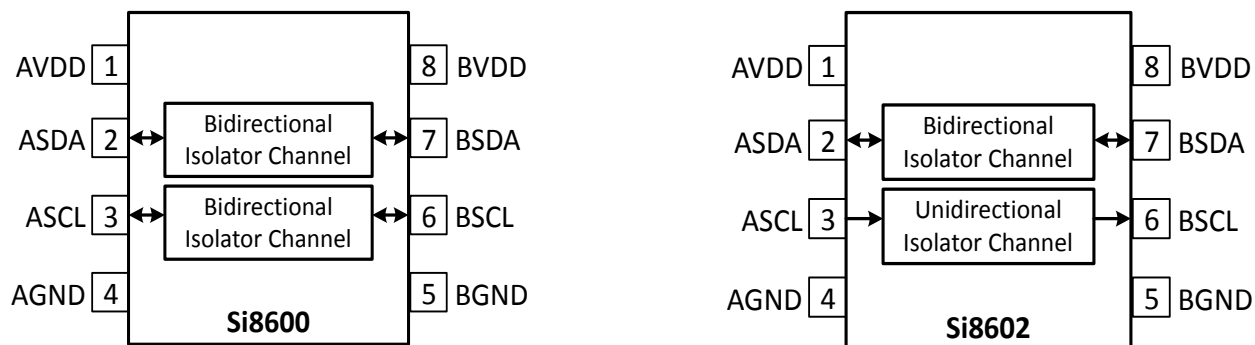 AVDD 1
8 BVDD
ASDA 2
Bidirectional
Isolator Channel
7 BSDA
ASCL 3
Bidirectional
Isolator Channel
6 BSCL
AGND 4
5 BGND
Si8600
AVDD 1
8 BVDD
ASDA 2
Bidirectional
Isolator Channel
7 BSDA
ASCL 3
Unidirectional
Isolator Channel
6 BSCL
AGND 4
5 BGND
Si8602